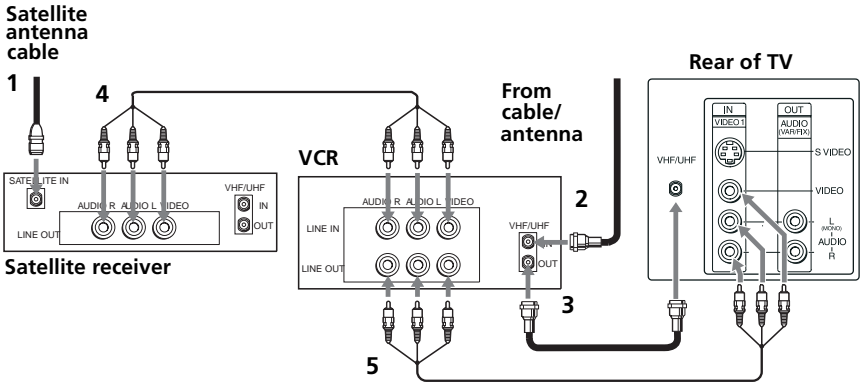 Satellite
antenna
cable
1
4
SATELLITE IN
AUDIO R AUDIO L VIDEO
LINE OUT
VHF/UHF
IN
OUT
Satellite receiver
VCR
AUDIO R AUDIO L VIDEO
LINE IN
LINE OUT
VHF/UHF
IN
OUT
From
cable/
antenna
2
3
5
Rear of TV
VHF/UHF
IN
VIDEO 1
OUT
AUDIO
(VAR/FIX)
S VIDEO
VIDEO
L
(MONO)
AUDIO
R